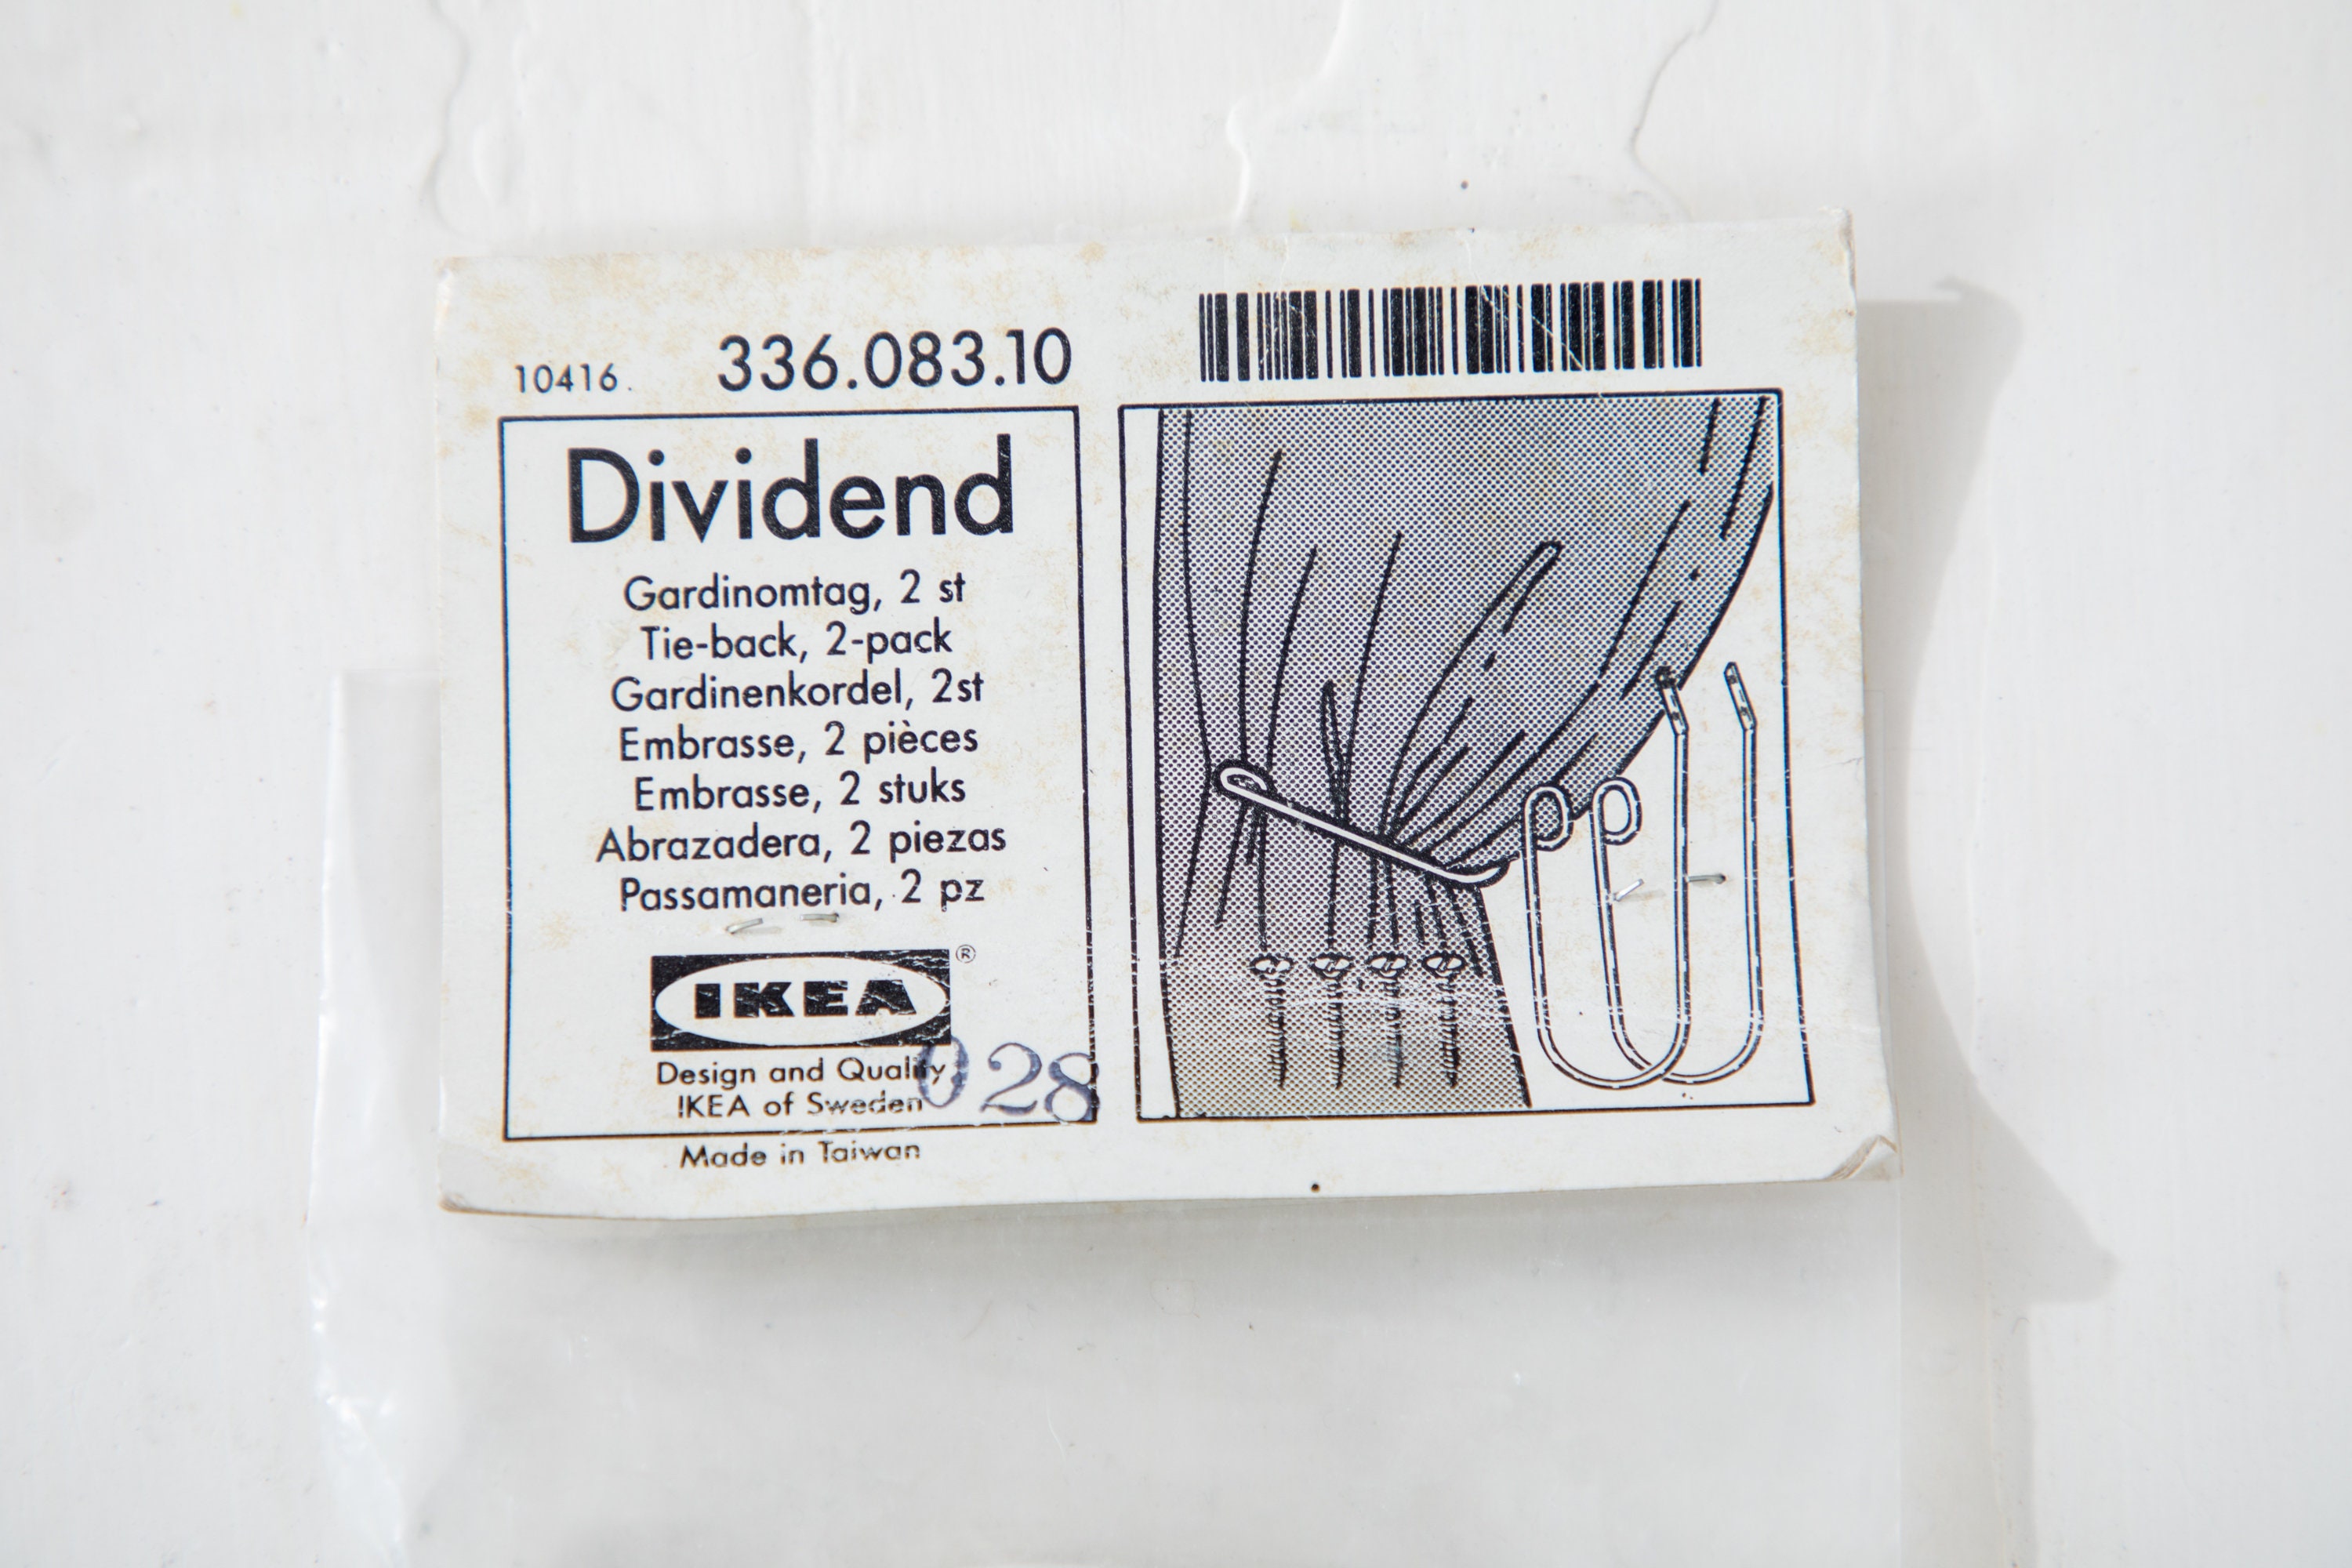 10416. 336.083.10
Dividend
Gardinomtag, 2 st
Tie-back, 2-pack
Gardinenkordel, 2st
Embrasse, 2 pièces
Embrasse, 2 stuks
Abrazadera, 2 piezas
Passamaneria, 2 pz
IKEA®
Design and Quality
IKEA of Sweden
028
Made in Taiwan